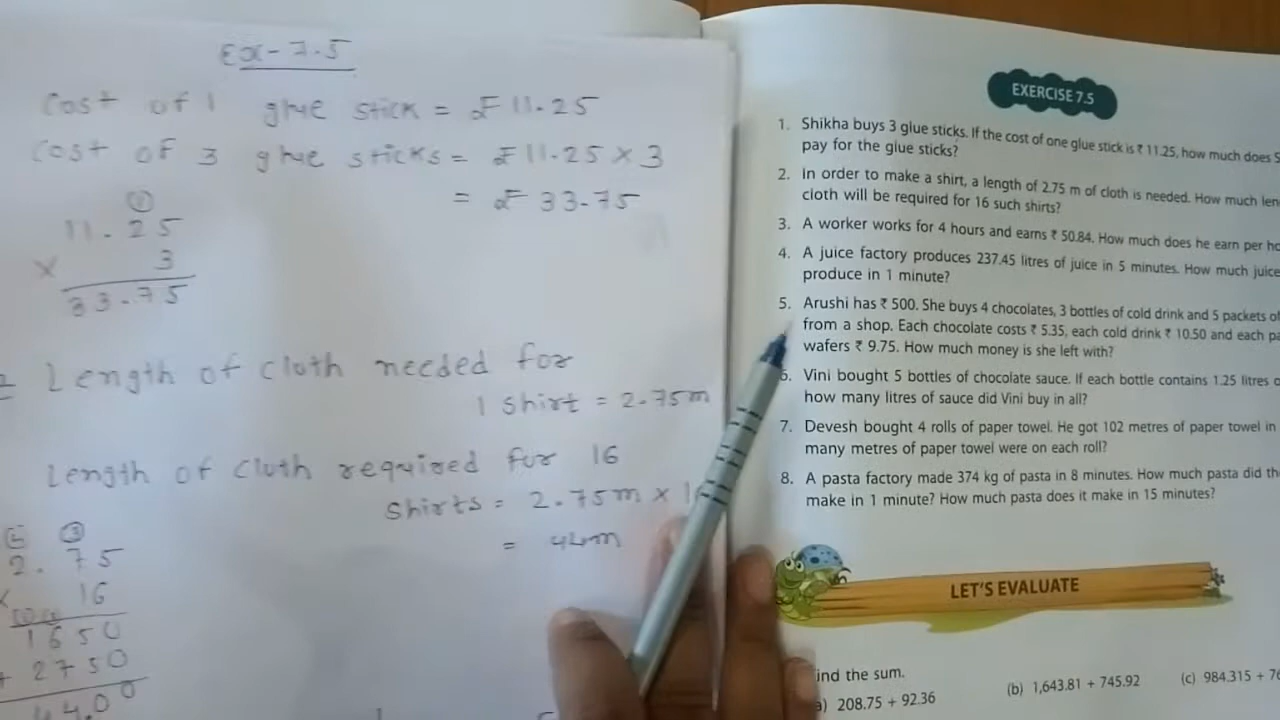 Ex-7.5
Cost of 1 glue stick = ₹ 11.25
Cost of 3 glue sticks = ₹ 11.25 × 3
= ₹ 33.75
①
11.25
× 3
33.75
2 Length of cloth needed for
1 shirt = 2.75m
Length of cloth required for 16
shirts = 2.75m × 1
= 44m
③
2.75
16
1650
+ 2750
44.00
EXERCISE 7.5
1. Shikha buys 3 glue sticks. If the cost of one glue stick is ₹ 11.25, how much does S
pay for the glue sticks?
2. In order to make a shirt, a length of 2.75 m of cloth is needed. How much len
cloth will be required for 16 such shirts?
3. A worker works for 4 hours and earns ₹ 50.84. How much does he earn per ho
4. A juice factory produces 237.45 litres of juice in 5 minutes. How much juice
produce in 1 minute?
5. Arushi has ₹ 500. She buys 4 chocolates, 3 bottles of cold drink and 5 packets of
from a shop. Each chocolate costs ₹ 5.35, each cold drink ₹ 10.50 and each pa
wafers ₹ 9.75. How much money is she left with?
6. Vini bought 5 bottles of chocolate sauce. If each bottle contains 1.25 litres o
how many litres of sauce did Vini buy in all?
7. Devesh bought 4 rolls of paper towel. He got 102 metres of paper towel in
many metres of paper towel were on each roll?
8. A pasta factory made 374 kg of pasta in 8 minutes. How much pasta did th
make in 1 minute? How much pasta does it make in 15 minutes?
LET'S EVALUATE
ind the sum.
a) 208.75 + 92.36
(b) 1,643.81 + 745.92
(c) 984.315 + 76